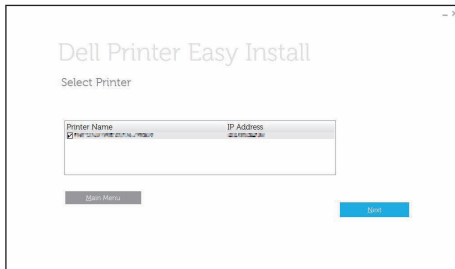 Dell Printer Easy Install
Select Printer
Printer Name IP Address
Main Menu
Next